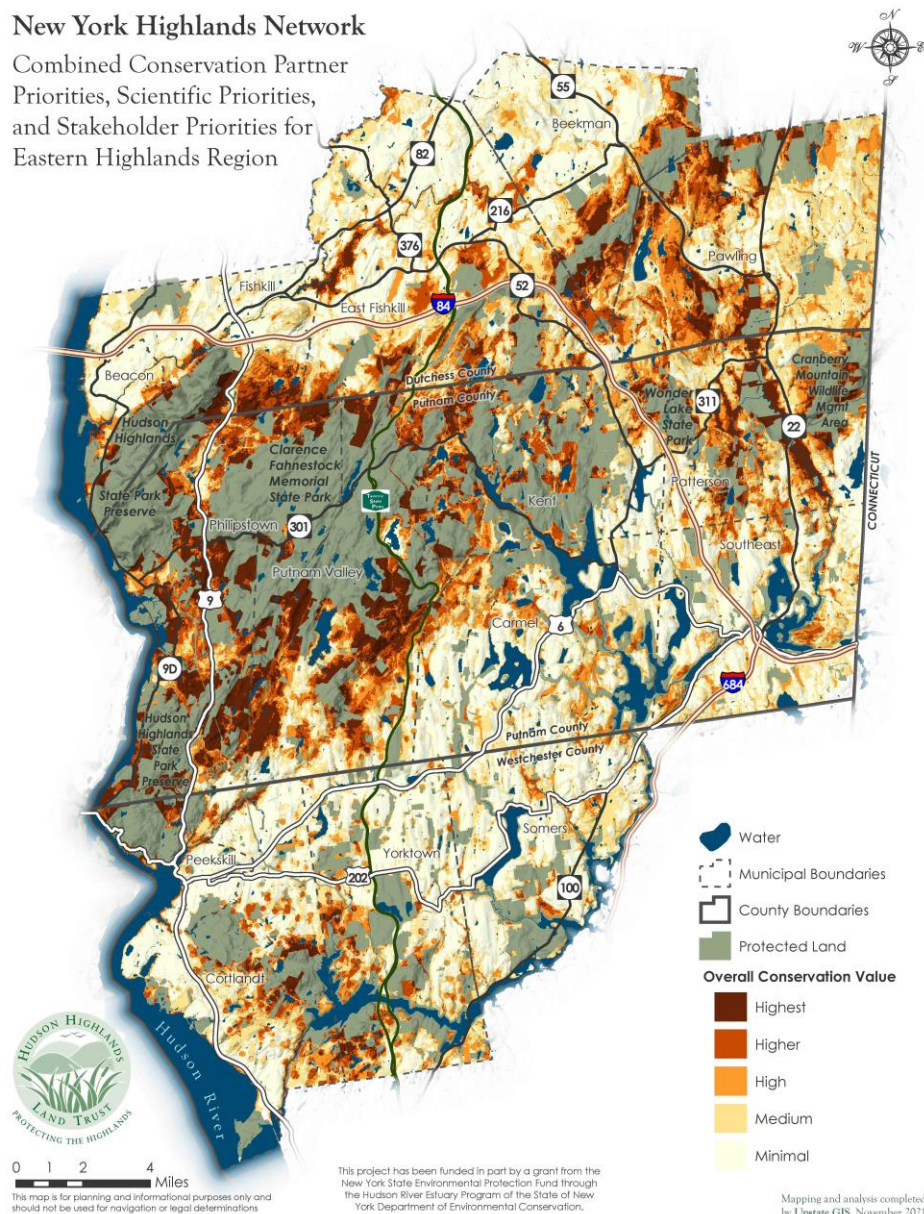 New York Highlands Network
Combined Conservation Partner
Priorities, Scientific Priorities,
and Stakeholder Priorities for
Eastern Highlands Region
N
W
E
S
55
Beekman
82
216
376
Pawling
Fishkill
52
East Fishkill
84
Beacon
Dutchess County
Putnam County
Cranberry
Mountain
Wildlife
Mgmt
Area
Wonder
Lake
State
Park
311
22
Hudson
Highlands
State Park
Preserve
Clarence
Fahnestock
Memorial
State Park
Kent
Patterson
CONNECTICUT
Philipstown
301
Southeast
Putnam Valley
9
Carmel
6
9D
684
Hudson
Highlands
State
Park
Preserve
Putnam County
Westchester County
Peekskill
Yorktown
Somers
202
100
Cortlandt
Hudson River
Water
Municipal Boundaries
County Boundaries
Protected Land
Overall Conservation Value
Highest
Higher
High
Medium
Minimal
HUDSON HIGHLANDS
LAND TRUST
PROTECTING THE HIGHLANDS
0 1 2 4
Miles
This map is for planning and informational purposes only and
should not be used for navigation or legal determinations
This project has been funded in part by a grant from the
New York State Environmental Protection Fund through
the Hudson River Estuary Program of the State of New
York Department of Environmental Conservation.
Mapping and analysis completed
by Upstate GIS, November